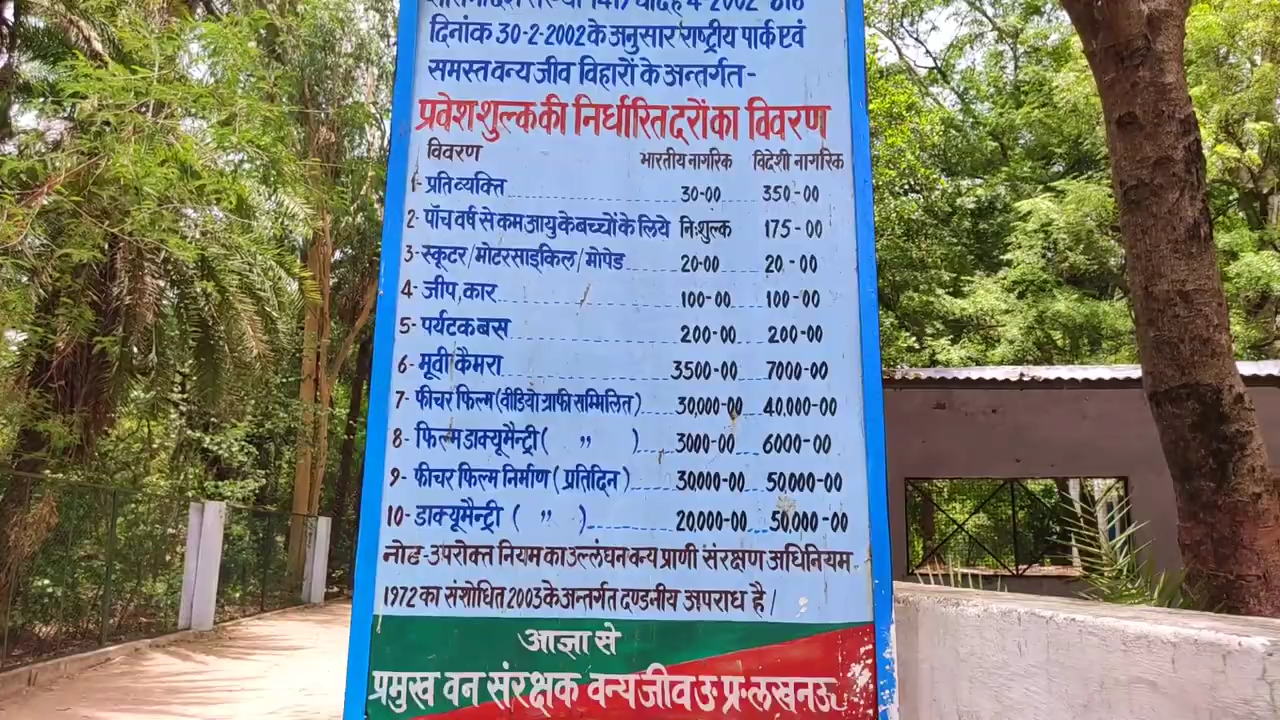 दिनांक 30-2-2002 के अनुसार राष्ट्रीय पार्क एवं
समस्त वन्य जीव विहारों के अन्तर्गत-
प्रवेश शुल्क की निर्धारित दरों का विवरण
विवरण भारतीय नागरिक विदेशी नागरिक
1- प्रति व्यक्ति 30-00 350-00
2- पाँच वर्ष से कम आयु के बच्चों के लिये निःशुल्क 175-00
3- स्कूटर/मोटरसाइकिल/मोपेड 20-00 20-00
4- जीप,कार 100-00 100-00
5- पर्यटक बस 200-00 200-00
6- मूवी कैमरा 3500-00 7000-00
7- फीचर फिल्म (वीडियो ग्राफी सम्मिलित) 30,000-00 40,000-00
8- फिल्म डाक्यूमैन्ट्री ( ,, ) 3000-00 6000-00
9- फीचर फिल्म निर्माण (प्रतिदिन) 30000-00 50,000-00
10- डाक्यूमैन्ट्री ( ,, ) 20,000-00 50,000-00
नोट-उपरोक्त नियम का उल्लंघन वन्य प्राणी संरक्षण अधिनियम
1972 का संशोधित 2003 के अन्तर्गत दण्डनीय अपराध है।
आज्ञा से
प्रमुख वन संरक्षक वन्य जीव उ प्र॰ लखनऊ